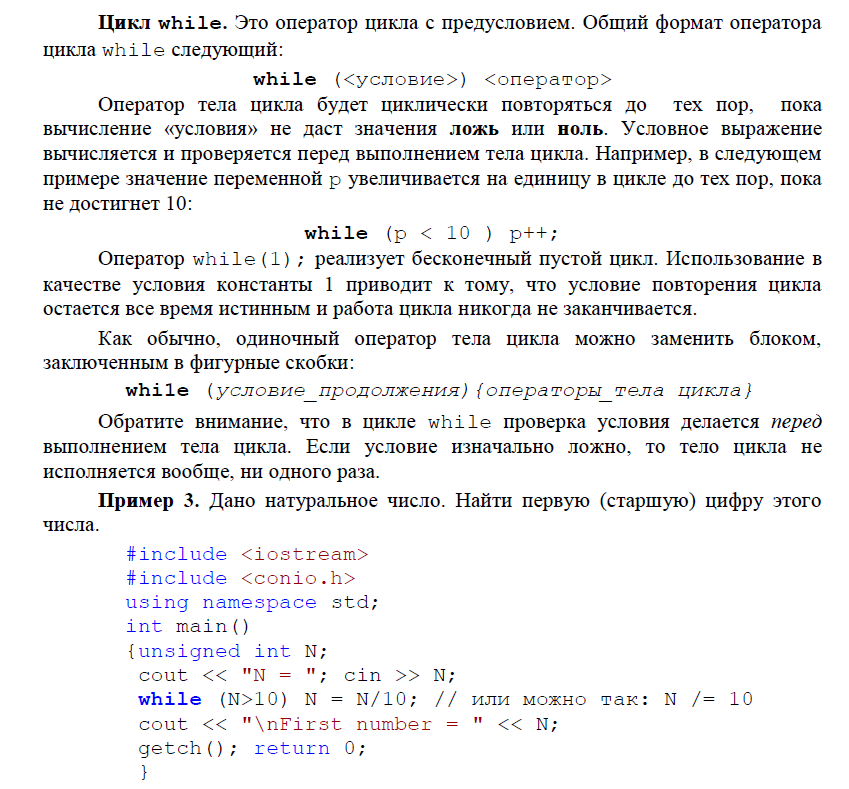 Цикл while. Это оператор цикла с предусловием. Общий формат оператора
цикла while следующий:
while (<условие>) <оператор>
Оператор тела цикла будет циклически повторяться до тех пор, пока
вычисление «условия» не даст значения ложь или ноль. Условное выражение
вычисляется и проверяется перед выполнением тела цикла. Например, в следующем
примере значение переменной p увеличивается на единицу в цикле до тех пор, пока
не достигнет 10:
while (p < 10 ) p++;
Оператор while(1); реализует бесконечный пустой цикл. Использование в
качестве условия константы 1 приводит к тому, что условие повторения цикла
остается все время истинным и работа цикла никогда не заканчивается.
Как обычно, одиночный оператор тела цикла можно заменить блоком,
заключенным в фигурные скобки:
while (условие_продолжения){операторы_тела цикла}
Обратите внимание, что в цикле while проверка условия делается перед
выполнением тела цикла. Если условие изначально ложно, то тело цикла не
исполняется вообще, ни одного раза.
Пример 3. Дано натуральное число. Найти первую (старшую) цифру этого
числа.
#include <iostream>
#include <conio.h>
using namespace std;
int main()
{unsigned int N;
cout << "N = "; cin >> N;
while (N>10) N = N/10; // или можно так: N /= 10
cout << "\nFirst number = " << N;
getch(); return 0;
}